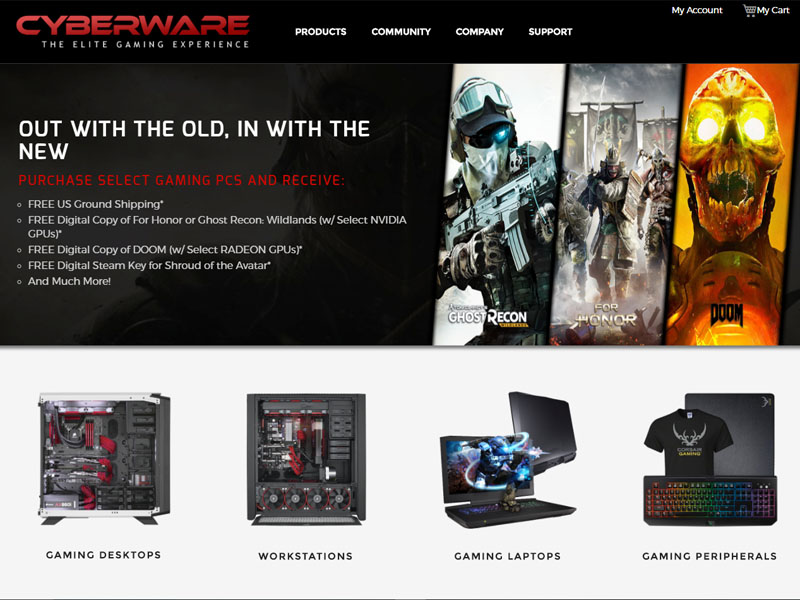 CYBERWARE
THE ELITE GAMING EXPERIENCE
PRODUCTS
COMMUNITY
COMPANY
SUPPORT
My Account
My Cart
OUT WITH THE OLD, IN WITH THE
NEW
PURCHASE SELECT GAMING PCS AND RECEIVE:
FREE US Ground Shipping*
FREE Digital Copy of For Honor or Ghost Recon: Wildlands (w/ Select NVIDIA
GPUs)*
FREE Digital Copy of DOOM (w/ Select RADEON GPUs)*
FREE Digital Steam Key for Shroud of the Avatar*
And Much More!
GHOST RECON
WILDLANDS
FOR
HONOR
DOOM
CORSAIR
GAMING
GAMING DESKTOPS
WORKSTATIONS
GAMING LAPTOPS
GAMING PERIPHERALS